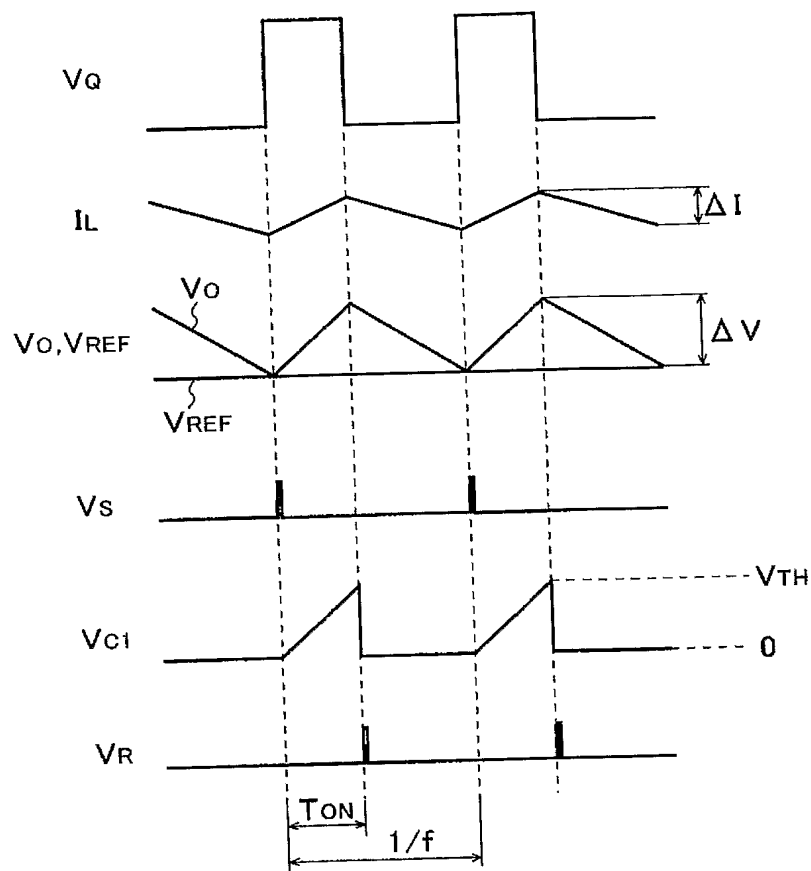 VQ
IL
ΔI
VO
VO,VREF
ΔV
VREF
VS
VTH
VC1
0
VR
TON
1/f